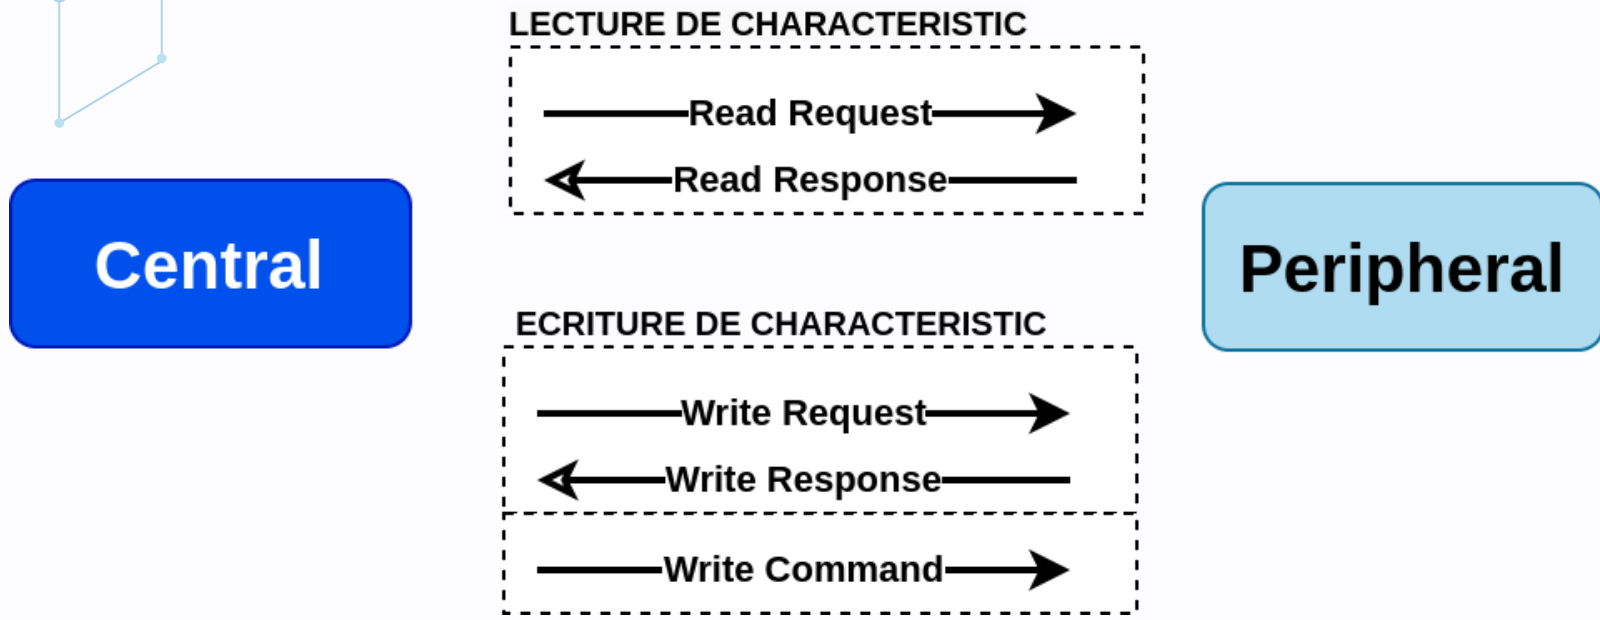 LECTURE DE CHARACTERISTIC
Read Request
Read Response
Central
Peripheral
ECRITURE DE CHARACTERISTIC
Write Request
Write Response
Write Command